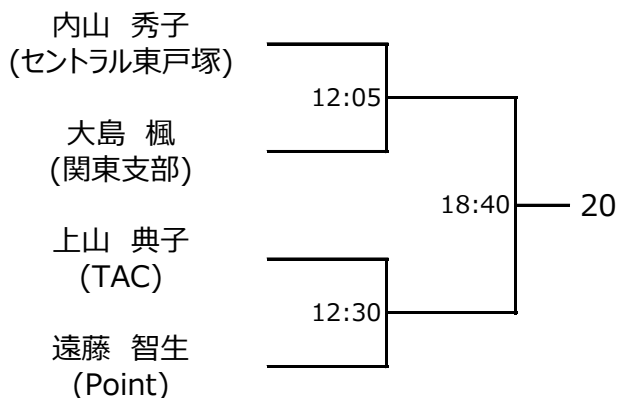 内山 秀子
(セントラル東戸塚)
12:05
大島 楓
(関東支部)
18:40
20
上山 典子
(TAC)
12:30
遠藤 智生
(Point)